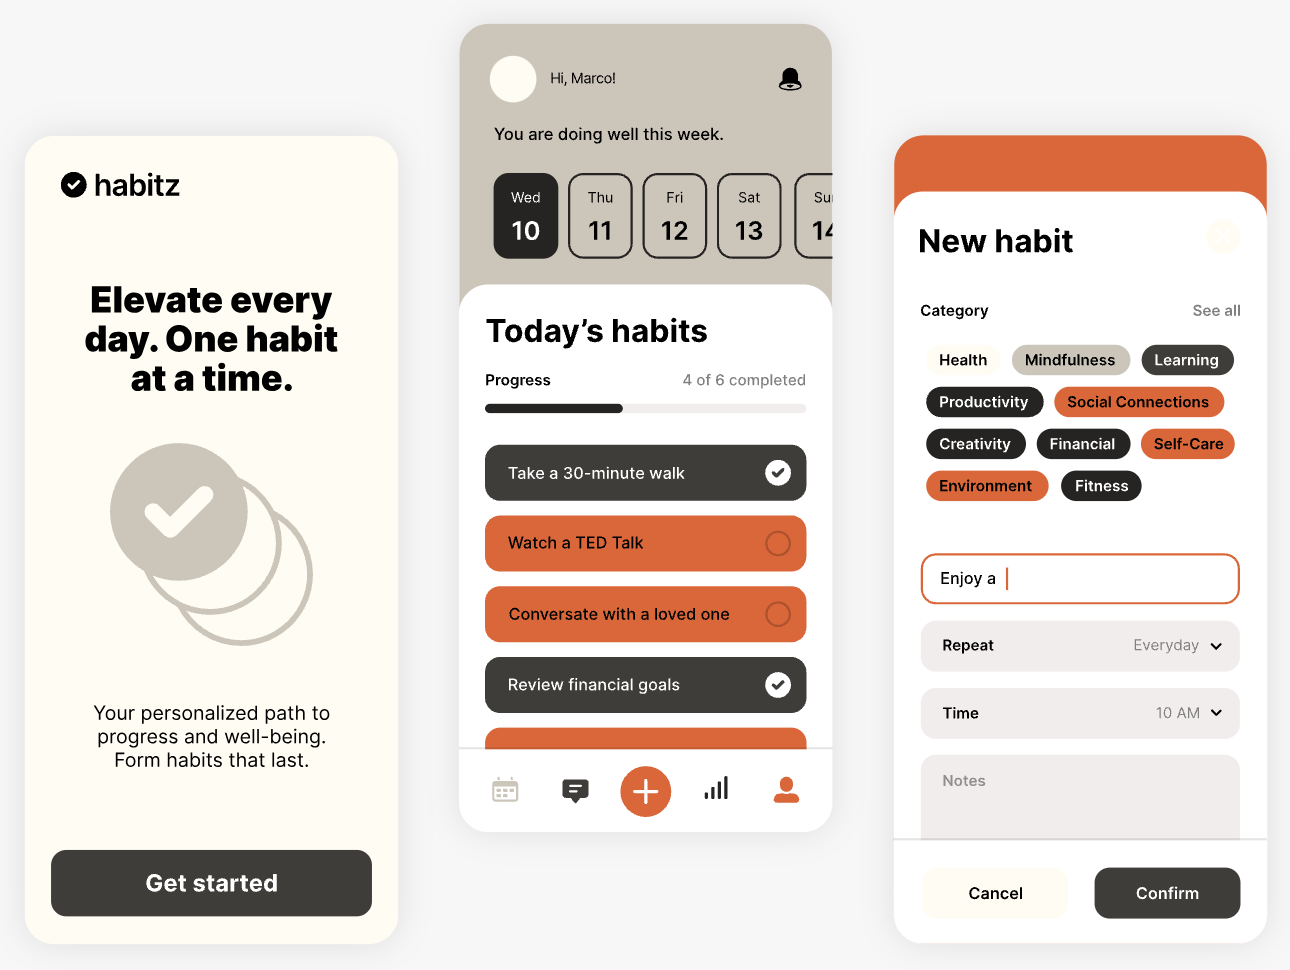 habitz
Elevate every
day. One habit
at a time.
Your personalized path to
progress and well-being.
Form habits that last.
Get started
Hi, Marco!
You are doing well this week.
Wed Thu Fri Sat Sun
10 11 12 13 14
Today’s habits
Progress 4 of 6 completed
Take a 30-minute walk
Watch a TED Talk
Conversate with a loved one
Review financial goals
New habit
Category See all
Health Mindfulness Learning
Productivity Social Connections
Creativity Financial Self-Care
Environment Fitness
Enjoy a
Repeat Everyday
Time 10 AM
Notes
Cancel Confirm